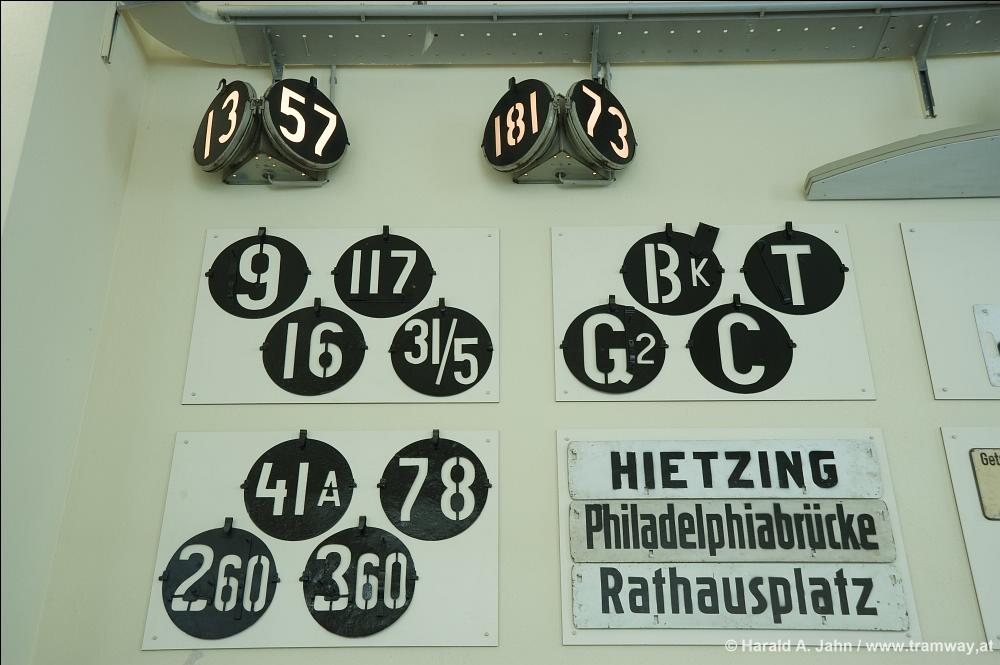 13 57
181 73
9 117
16 31/5
BK T
G2 C
41A 78
260 360
HIETZING
Philadelphiabrücke
Rathausplatz
Get
© Harald A. Jahn / www.tramway.at